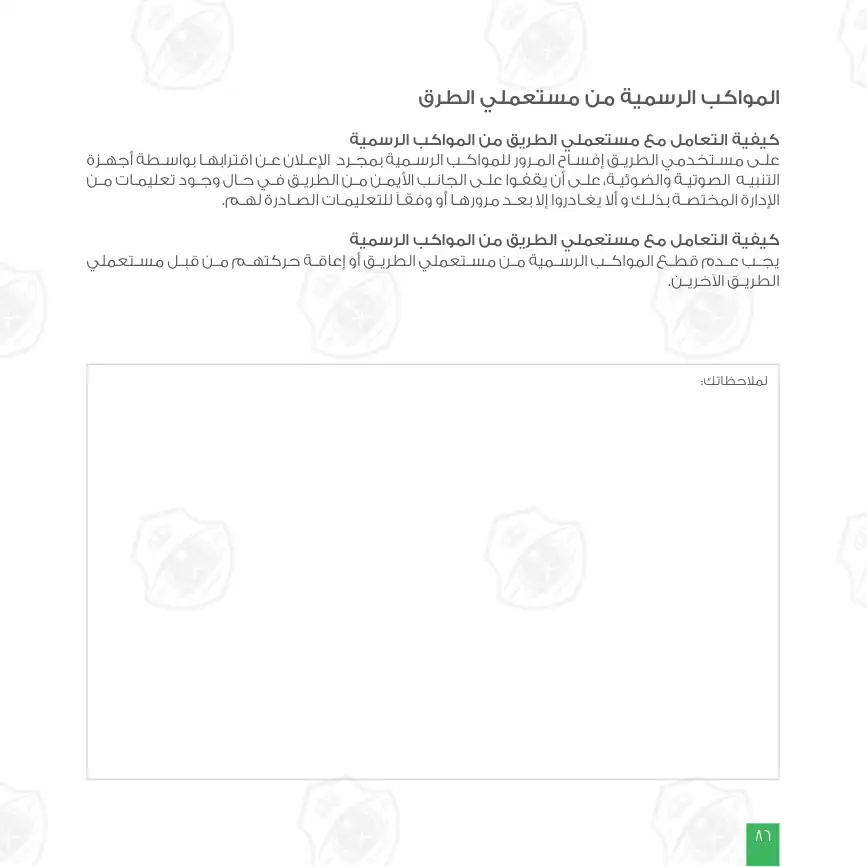 المواكب الرسمية من مستعملي الطرق
كيفية التعامل مع مستعملي الطريق من المواكب الرسمية
على مستخدمي الطريق إفساح المرور للمواكب الرسمية بمجرد الإعلان عن اقترابها بواسطة أجهزة
التنبيه الصوتية والضوئية، على أن يقفوا على الجانب الأيمن من الطريق في حال وجود تعليمات من
الإدارة المختصة بذلك و ألا يغادروا إلا بعد مرورها أو وفقاً للتعليمات الصادرة لهم.
كيفية التعامل مع مستعملي الطريق من المواكب الرسمية
يجب عدم قطع المواكب الرسمية من مستعملي الطريق أو إعاقة حركتهم من قبل مستعملي
الطريق الآخرين.
لملاحظاتك:
٨٦